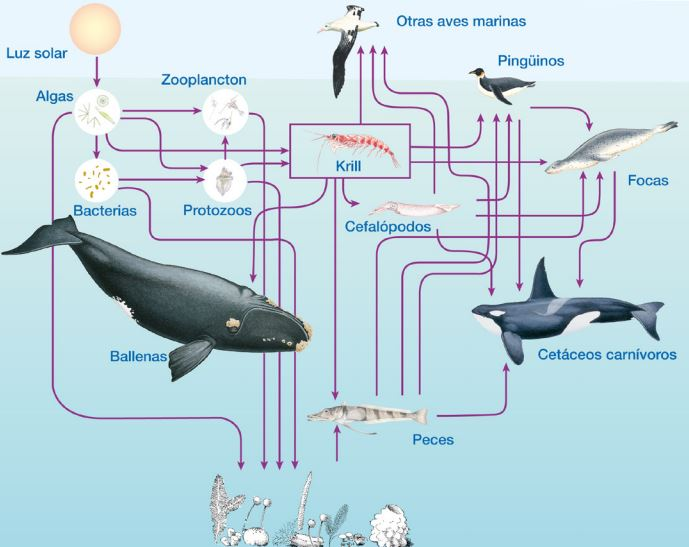 Otras aves marinas
Luz solar
Pingüinos
Zooplancton
Algas
Krill
Focas
Bacterias
Protozoos
Cefalópodos
Ballenas
Cetáceos carnívoros
Peces